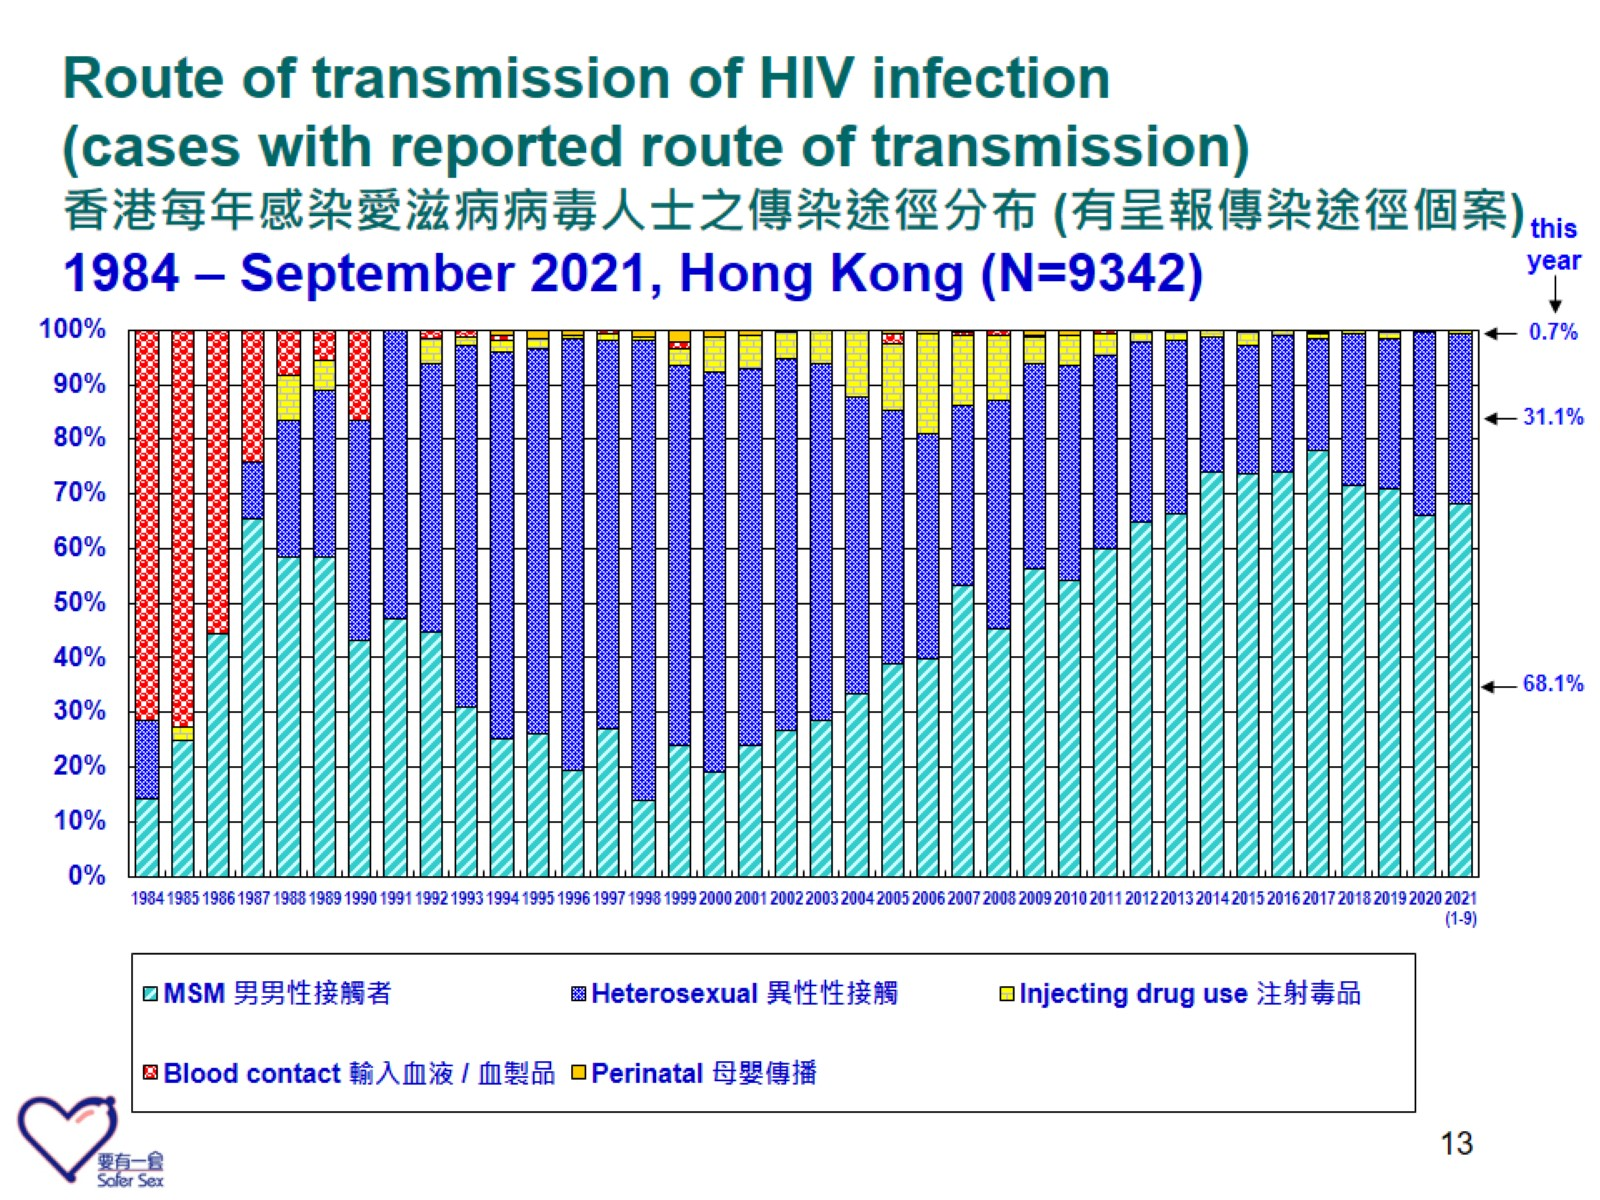 Route of transmission of HIV infection
(cases with reported route of transmission)
香港每年感染愛滋病病毒人士之傳染途徑分布 (有呈報傳染途徑個案)
1984 – September 2021, Hong Kong (N=9342)
this
year
100%
90%
80%
70%
60%
50%
40%
30%
20%
10%
0%
0.7%
31.1%
68.1%
1984 1985 1986 1987 1988 1989 1990 1991 1992 1993 1994 1995 1996 1997 1998 1999 2000 2001 2002 2003 2004 2005 2006 2007 2008 2009 2010 2011 2012 2013 2014 2015 2016 2017 2018 2019 2020 2021
(1-9)
MSM 男男性接觸者
Heterosexual 異性性接觸
Injecting drug use 注射毒品
Blood contact 輸入血液 / 血製品
Perinatal 母嬰傳播
要有一套
Safer Sex
13